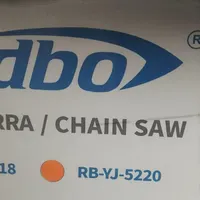 dbo ®
RRA / CHAIN SAW
18 RB-YJ-5220